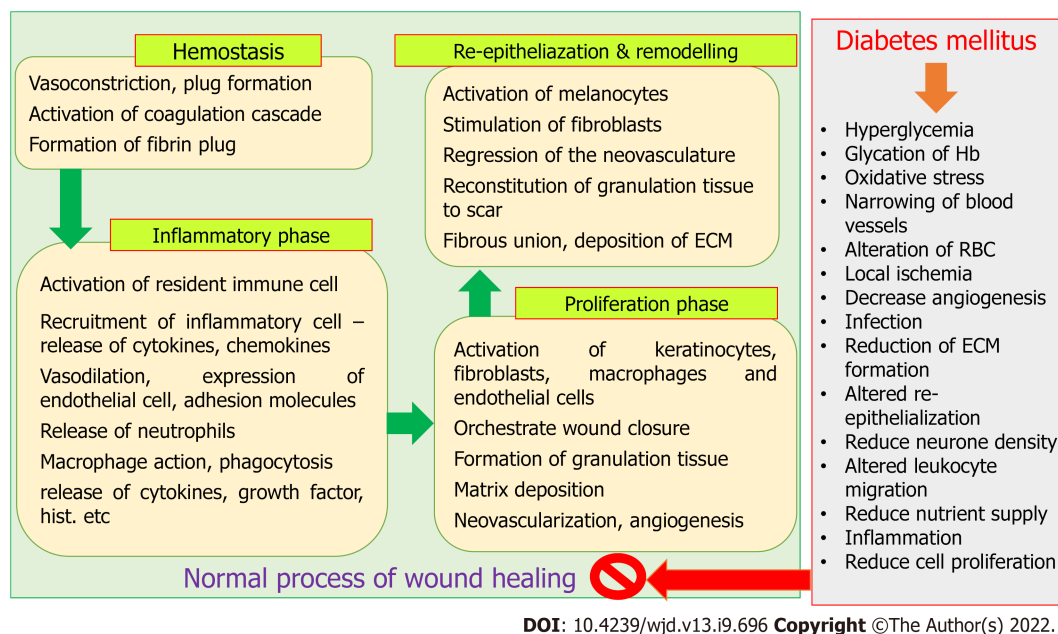 Hemostasis
Vasoconstriction, plug formation
Activation of coagulation cascade
Formation of fibrin plug
Inflammatory phase
Activation of resident immune cell
Recruitment of inflammatory cell –
release of cytokines, chemokines
Vasodilation, expression of
endothelial cell, adhesion molecules
Release of neutrophils
Macrophage action, phagocytosis
release of cytokines, growth factor,
hist. etc
Proliferation phase
Activation of keratinocytes,
fibroblasts, macrophages and
endothelial cells
Orchestrate wound closure
Formation of granulation tissue
Matrix deposition
Neovascularization, angiogenesis
Re-epitheliazation & remodelling
Activation of melanocytes
Stimulation of fibroblasts
Regression of the neovasculature
Reconstitution of granulation tissue
to scar
Fibrous union, deposition of ECM
Normal process of wound healing
Diabetes mellitus
• Hyperglycemia
• Glycation of Hb
• Oxidative stress
• Narrowing of blood
vessels
• Alteration of RBC
• Local ischemia
• Decrease angiogenesis
• Infection
• Reduction of ECM
formation
• Altered re-
epithelialization
• Reduce neurone density
• Altered leukocyte
migration
• Reduce nutrient supply
• Inflammation
• Reduce cell proliferation
DOI: 10.4239/wjd.v13.i9.696 Copyright ©The Author(s) 2022.